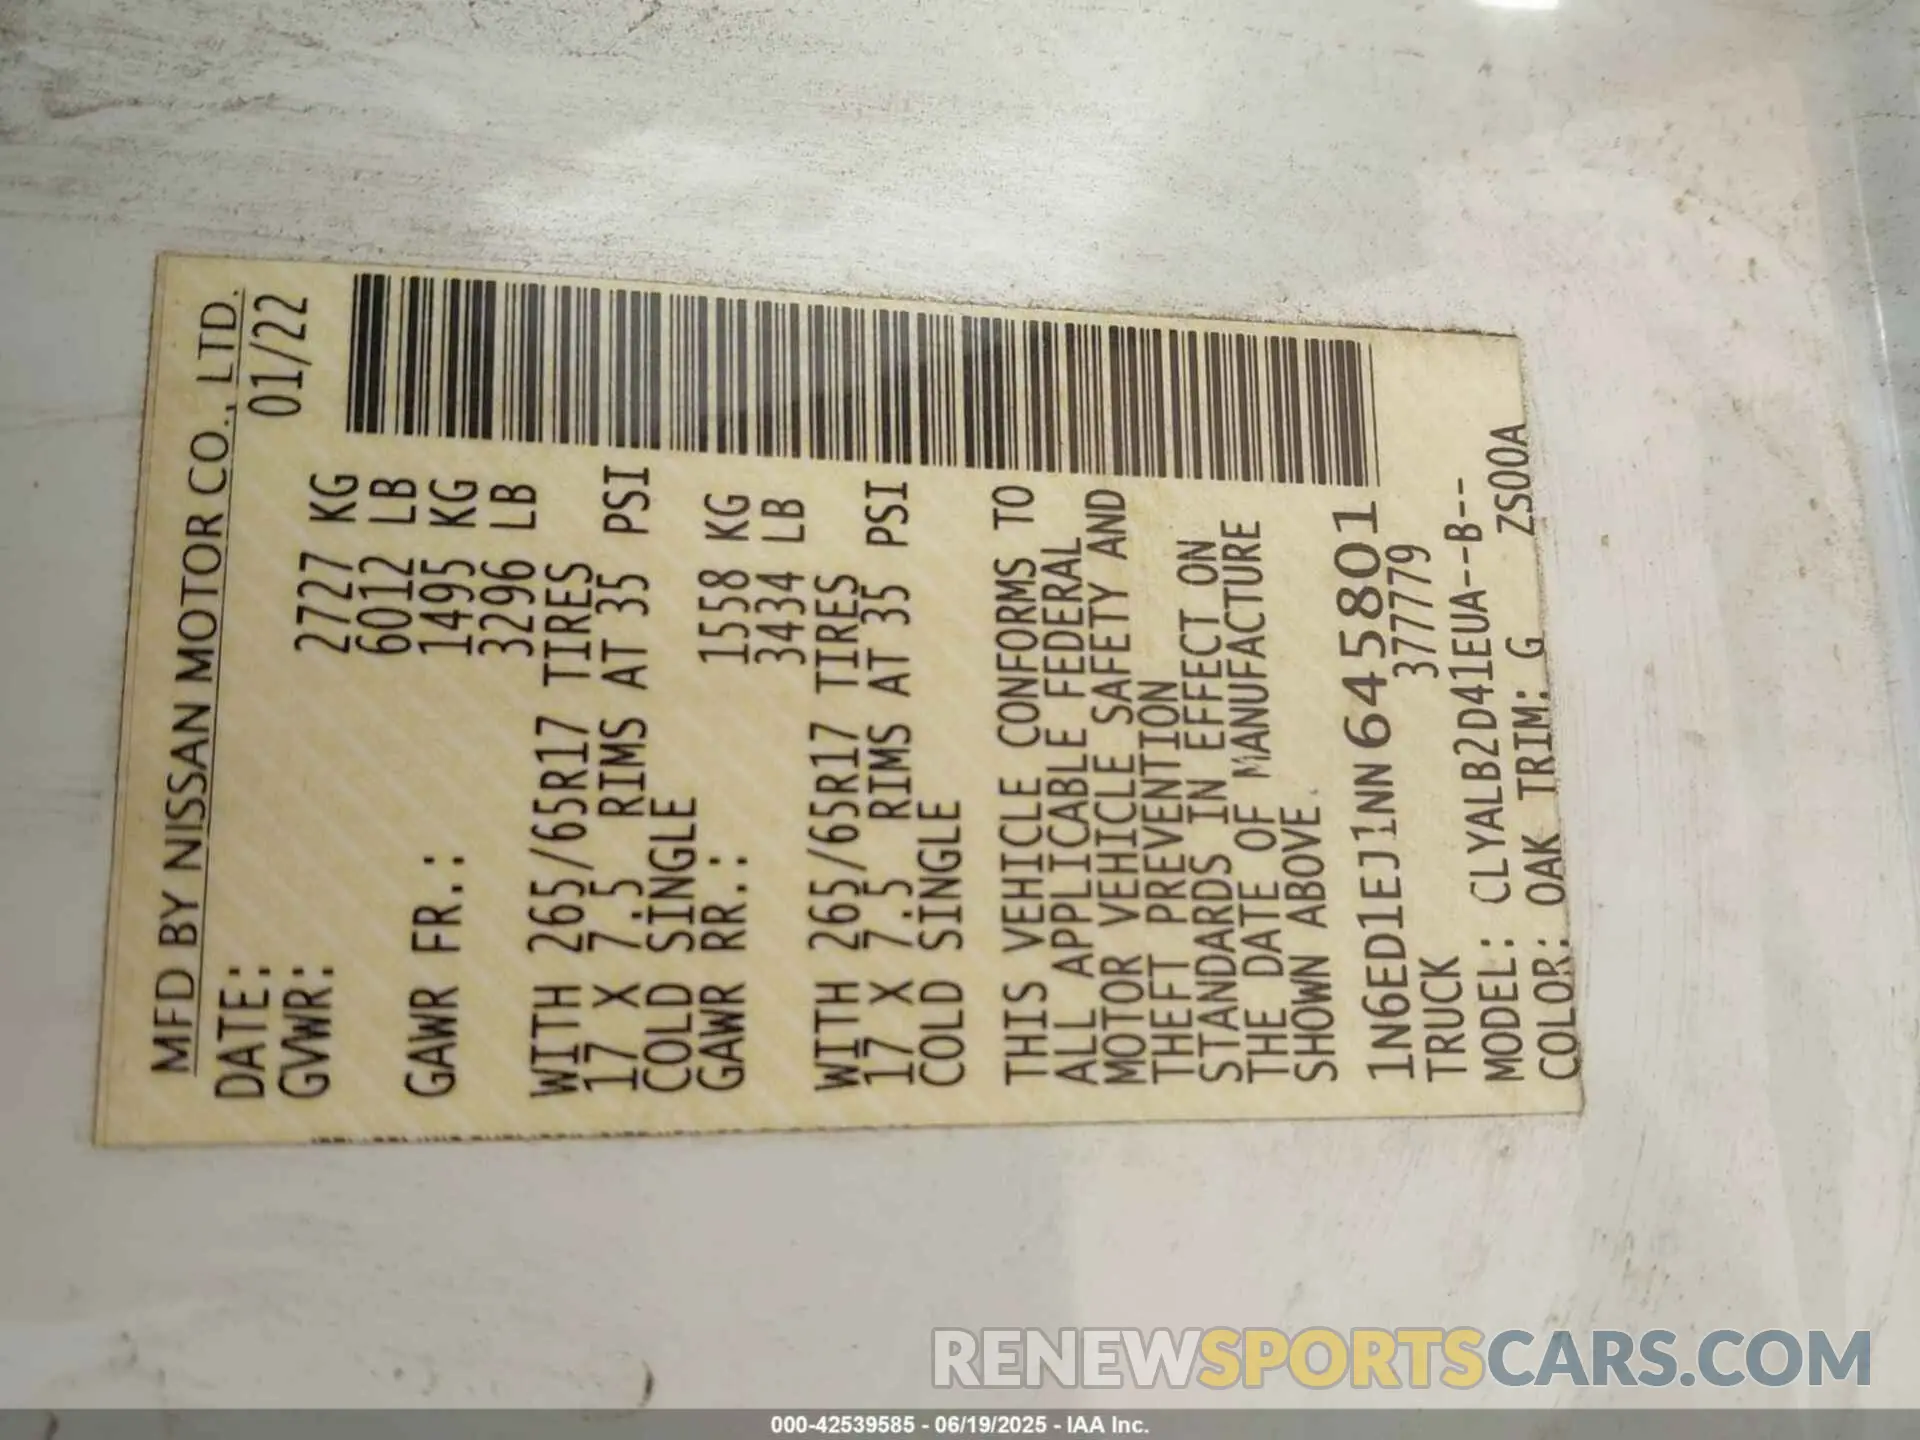 MFD BY NISSAN MOTOR CO., LTD.
DATE: 01/22
GVWR: 2727 KG
6012 LB
GAWR FR.: 1495 KG
3296 LB
WITH 265/65R17 TIRES
17 X 7.5 RIMS AT 35 PSI
COLD SINGLE
GAWR RR.: 1558 KG
3434 LB
WITH 265/65R17 TIRES
17 X 7.5 RIMS AT 35 PSI
COLD SINGLE
THIS VEHICLE CONFORMS TO
ALL APPLICABLE FEDERAL
MOTOR VEHICLE SAFETY AND
THEFT PREVENTION
STANDARDS IN EFFECT ON
THE DATE OF MANUFACTURE
SHOWN ABOVE.
1N6ED1EJ1NN645801
TRUCK 377779
MODEL: CLYALB2D41EUA--B--
COLOR: OAK TRIM: G ZS00A
RENEWSPORTSCARS.COM
000-42539585 - 06/19/2025 - IAA Inc.